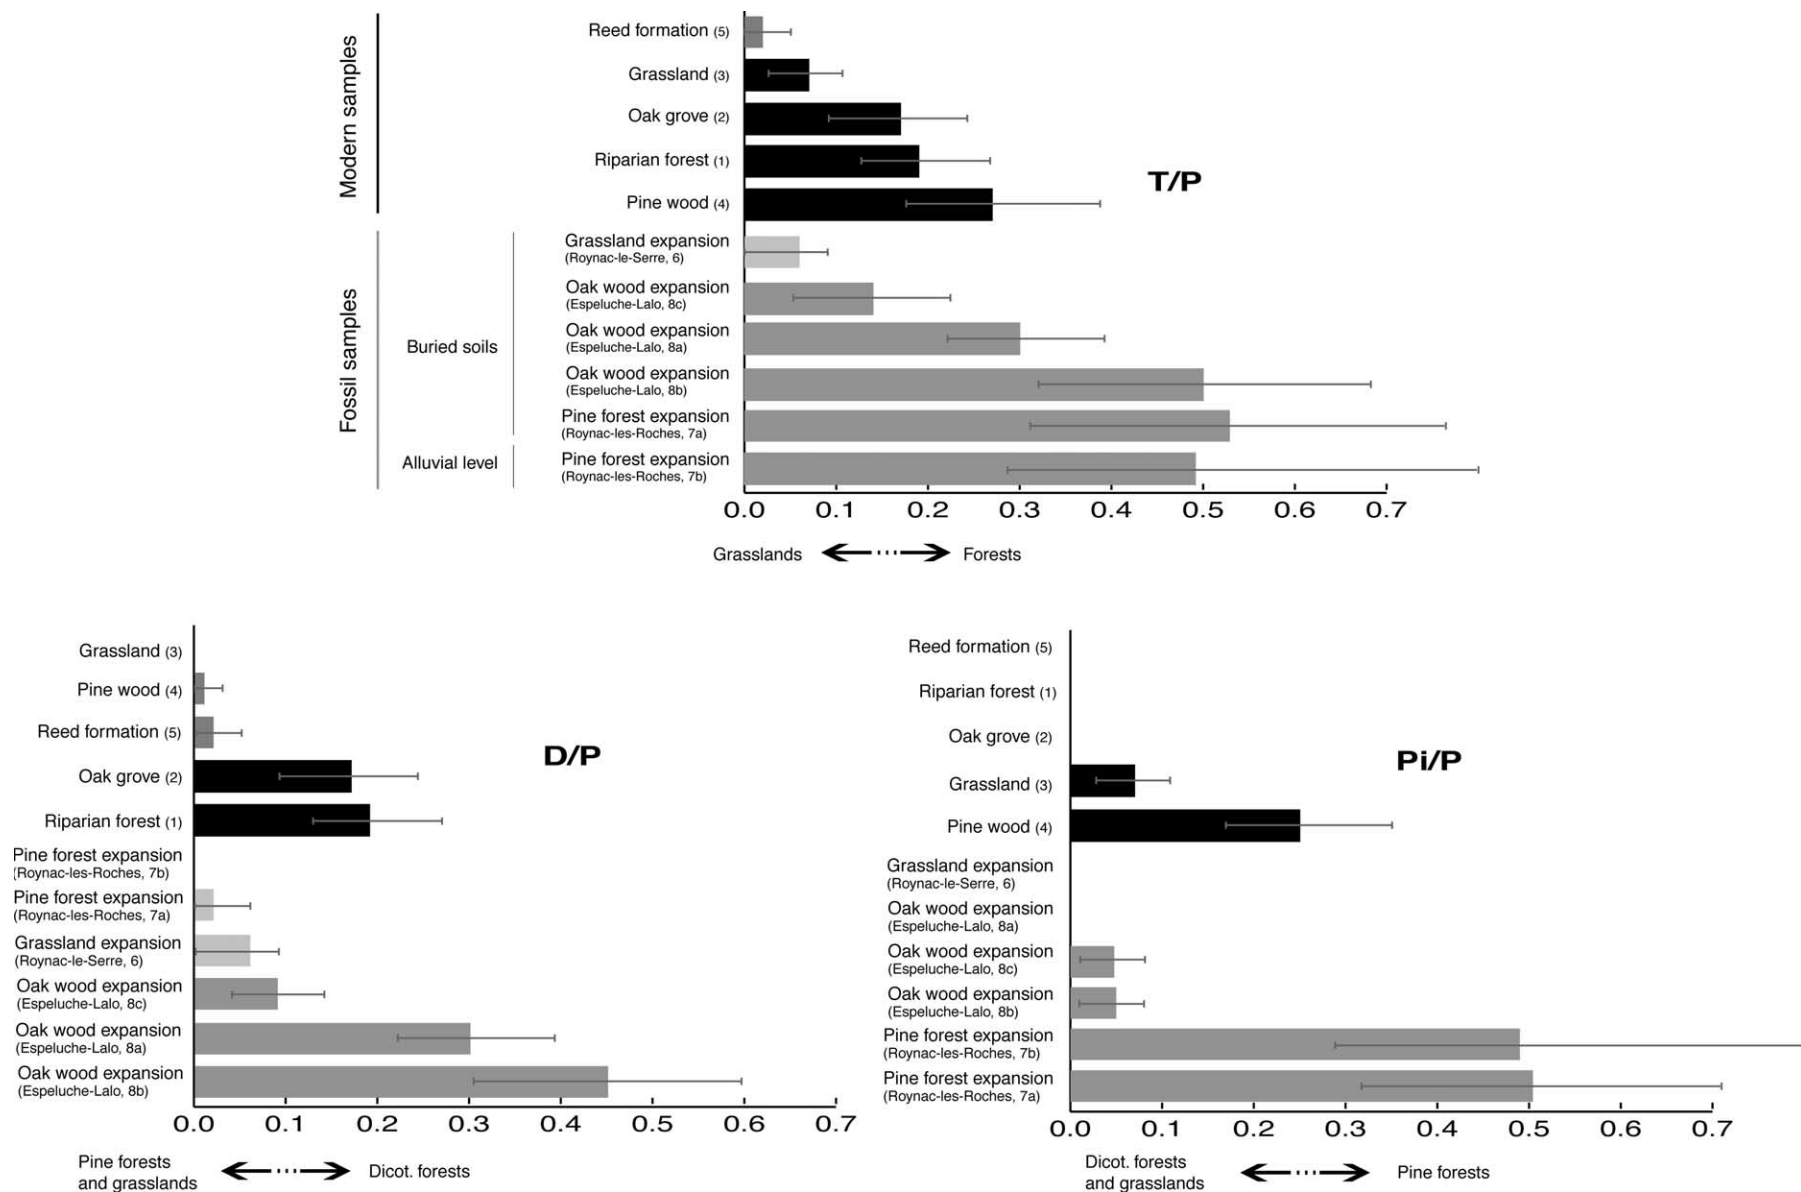 Modern samples
Fossil samples
Buried soils
Alluvial level
Reed formation (5)
Grassland (3)
Oak grove (2)
Riparian forest (1)
Pine wood (4)
Grassland expansion
(Roynac-le-Serre, 6)
Oak wood expansion
(Espeluche-Lalo, 8c)
Oak wood expansion
(Espeluche-Lalo, 8a)
Oak wood expansion
(Espeluche-Lalo, 8b)
Pine forest expansion
(Roynac-les-Roches, 7a)
Pine forest expansion
(Roynac-les-Roches, 7b)
T/P
0.0 0.1 0.2 0.3 0.4 0.5 0.6 0.7
Grasslands Forests
Grassland (3)
Pine wood (4)
Reed formation (5)
Oak grove (2)
Riparian forest (1)
Pine forest expansion
(Roynac-les-Roches, 7b)
Pine forest expansion
(Roynac-les-Roches, 7a)
Grassland expansion
(Roynac-le-Serre, 6)
Oak wood expansion
(Espeluche-Lalo, 8c)
Oak wood expansion
(Espeluche-Lalo, 8a)
Oak wood expansion
(Espeluche-Lalo, 8b)
D/P
0.0 0.1 0.2 0.3 0.4 0.5 0.6 0.7
Pine forests
and grasslands
Dicot. forests
Reed formation (5)
Riparian forest (1)
Oak grove (2)
Grassland (3)
Pine wood (4)
Grassland expansion
(Roynac-le-Serre, 6)
Oak wood expansion
(Espeluche-Lalo, 8a)
Oak wood expansion
(Espeluche-Lalo, 8c)
Oak wood expansion
(Espeluche-Lalo, 8b)
Pine forest expansion
(Roynac-les-Roches, 7b)
Pine forest expansion
(Roynac-les-Roches, 7a)
Pi/P
0.0 0.1 0.2 0.3 0.4 0.5 0.6 0.7
Dicot. forests
and grasslands
Pine forests